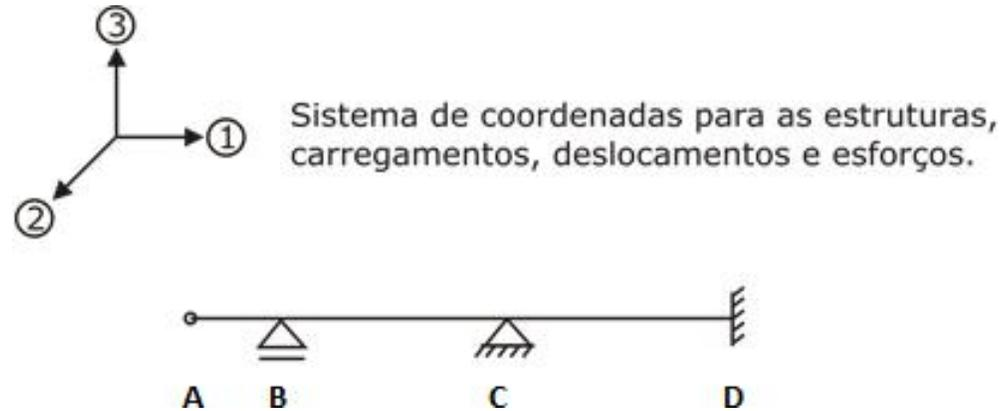 ③
①
Sistema de coordenadas para as estruturas,
carregamentos, deslocamentos e esforços.
②
A B C D